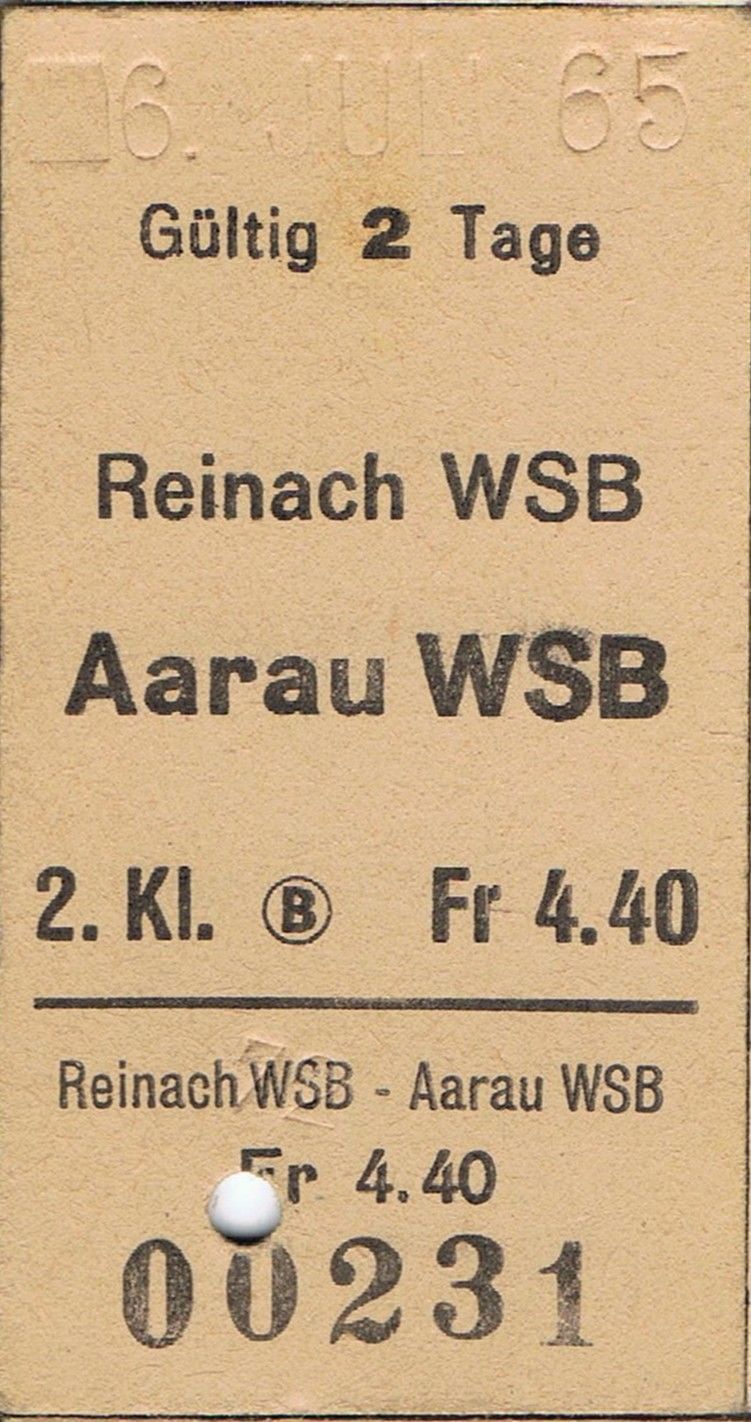 6. JUL 65
Gültig 2 Tage
Reinach WSB
Aarau WSB
2. Kl. Ⓑ Fr 4.40
Reinach WSB - Aarau WSB
Fr 4.40
00231